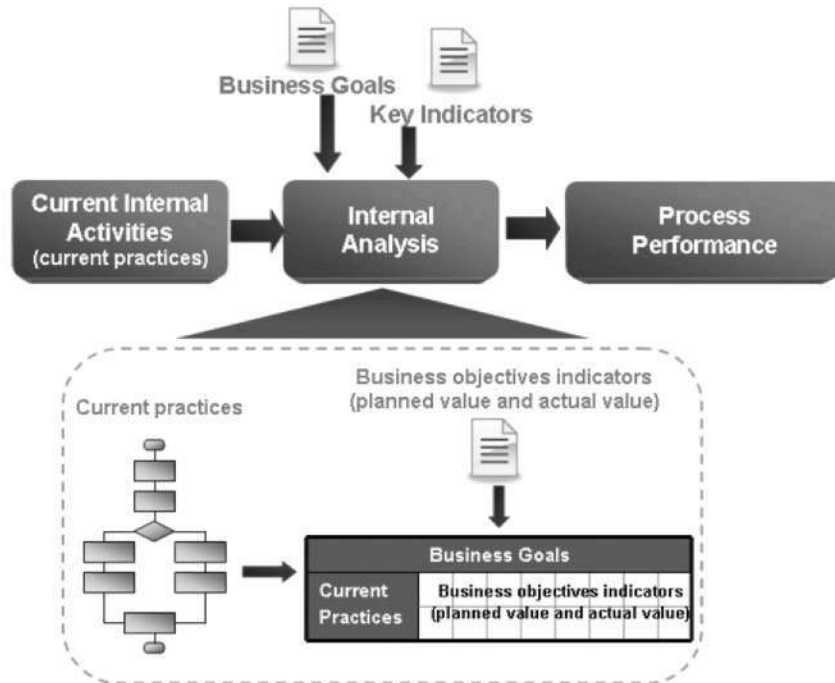 Business Goals
Key Indicators
Current Internal
Activities
(current practices)
Internal
Analysis
Process
Performance
Current practices
Business objectives indicators
(planned value and actual value)
Business Goals
Current
Practices
Business objectives indicators
(planned value and actual value)